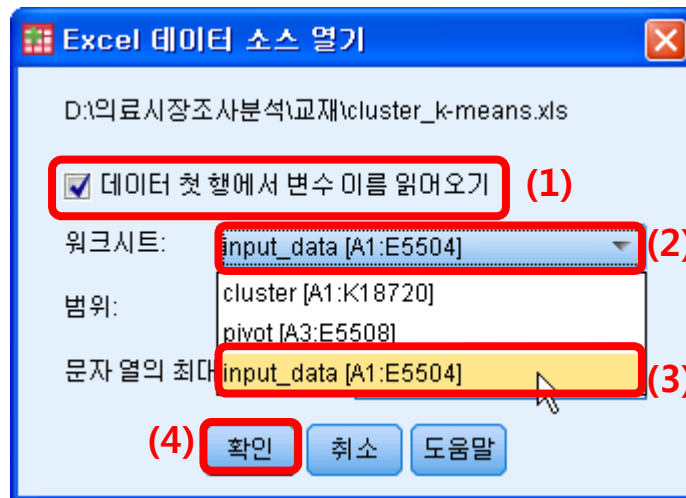 Excel 데이터 소스 열기
D:\의료시장조사분석\교재\cluster_k-means.xls
데이터 첫 행에서 변수 이름 읽어오기 (1)
워크시트: input_data [A1:E5504] (2)
cluster [A1:K18720]
범위:
pivot [A3:E5508]
문자 열의 최대 input_data [A1:E5504] (3)
(4) 확인 취소 도움말